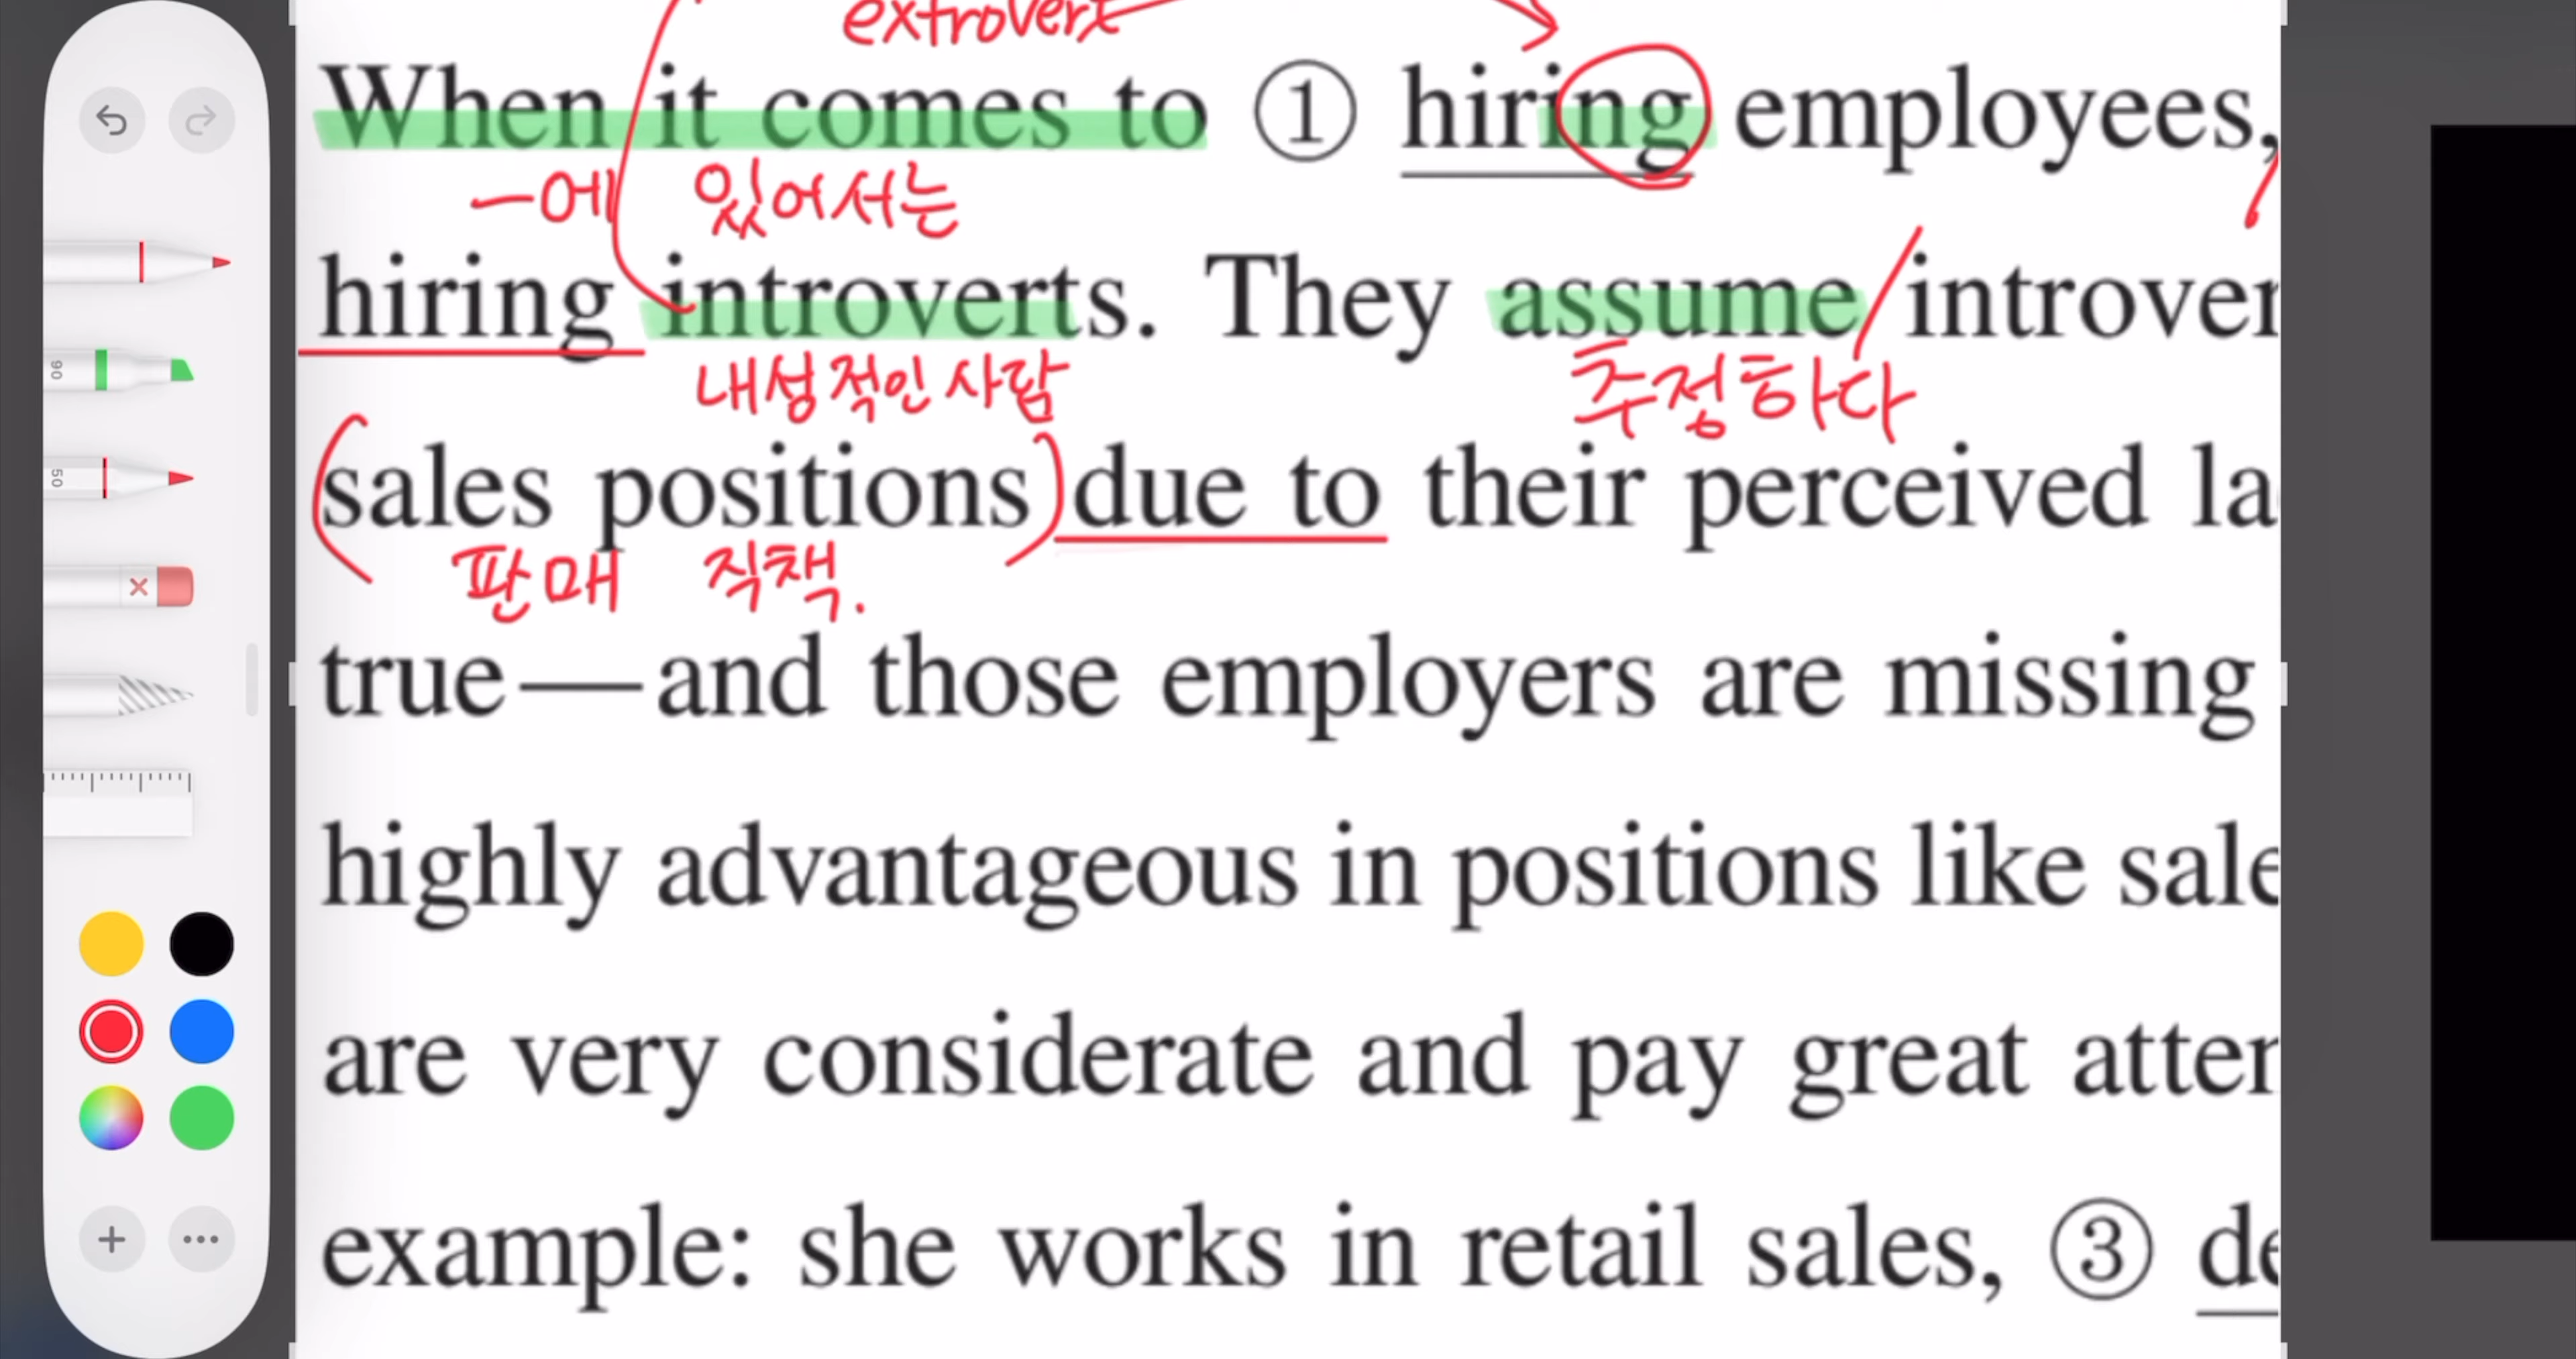 extrovert
When it comes to ① hiring employees,
-에 있어서는
hiring introverts. They assume introver
내성적인 사람 추정하다
sales positions due to their perceived la
판매 직책.
true—and those employers are missing
highly advantageous in positions like sale
are very considerate and pay great atten
example: she works in retail sales, ③ de
90
50